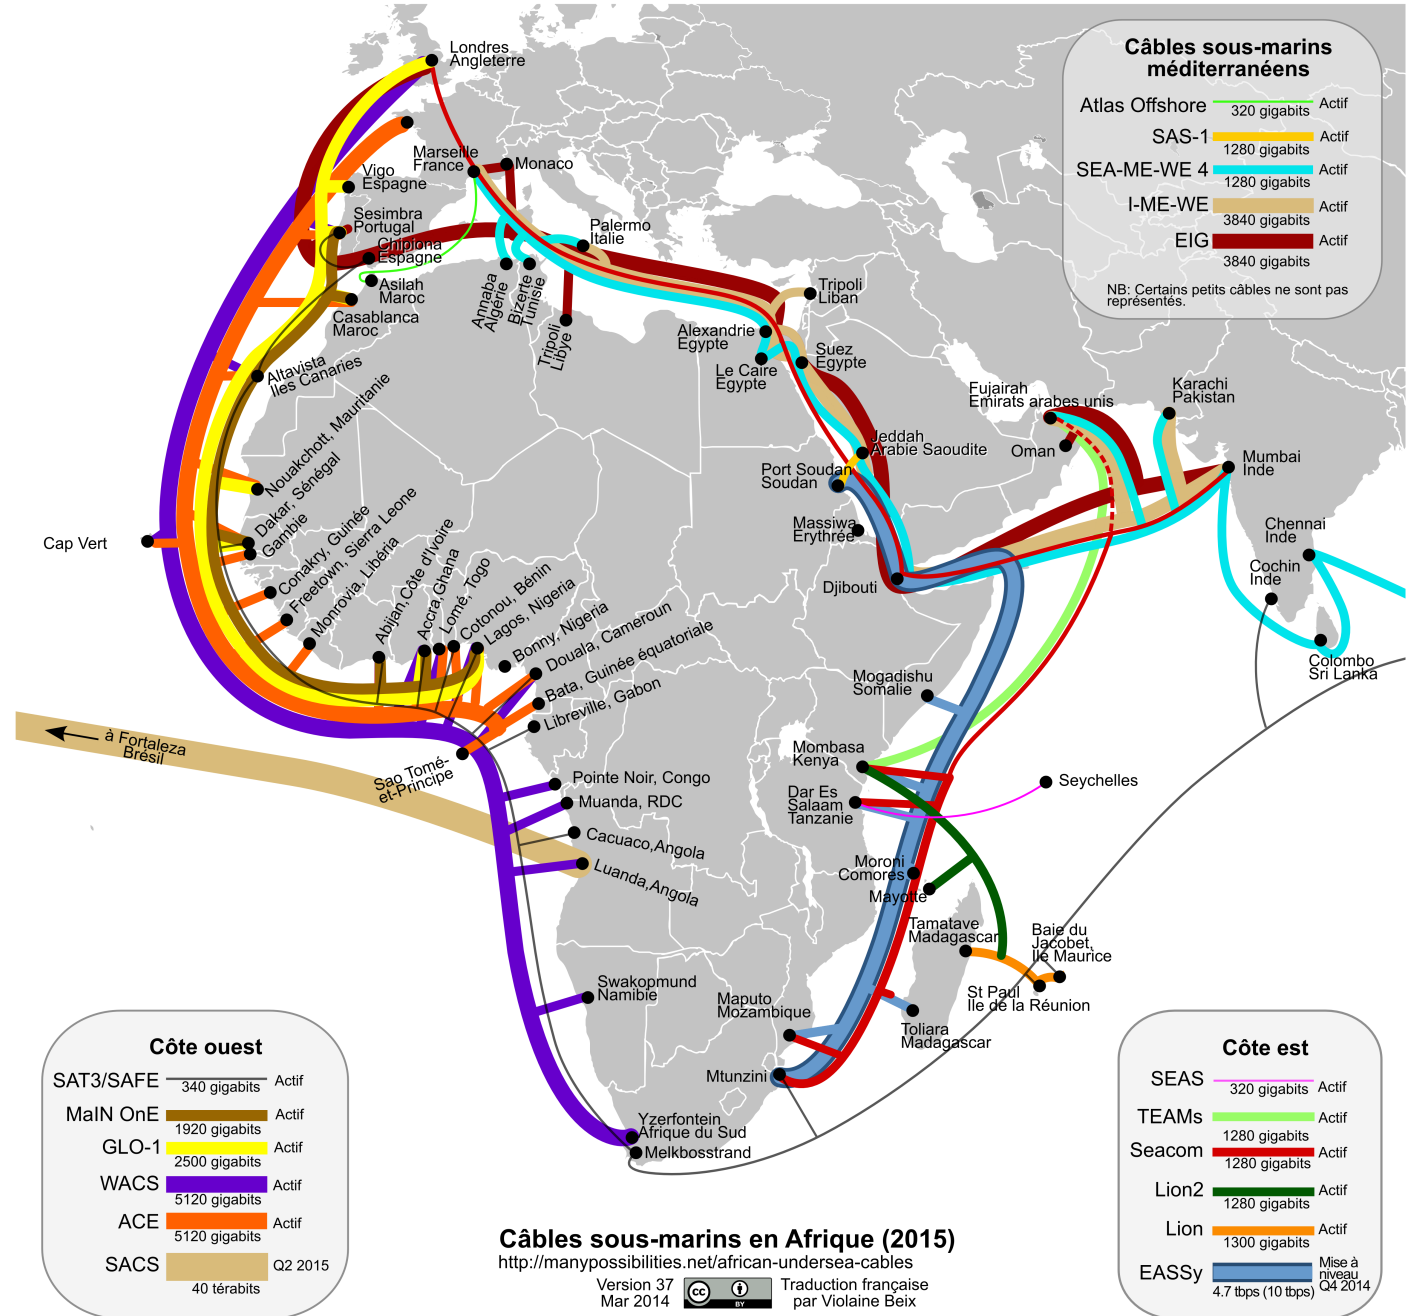 Londres
Angleterre
Marseille
France
Monaco
Vigo
Espagne
Sesimbra
Portugal
Chipiona
Espagne
Asilah
Maroc
Casablanca
Maroc
Palermo
Italie
Annaba
Algérie
Bizerte
Tunisie
Tripoli
Libye
Tripoli
Liban
Alexandrie
Egypte
Le Caire
Egypte
Suez
Egypte
Altavista
Iles Canaries
Jeddah
Arabie Saoudite
Port Soudan
Soudan
Massiwa
Erythrée
Djibouti
Fujairah
Emirats arabes unis
Oman
Karachi
Pakistan
Mumbai
Inde
Chennai
Inde
Cochin
Inde
Colombo
Sri Lanka
Cap Vert
Nouakchott, Mauritanie
Dakar, Sénégal
Gambie
Conakry, Guinée
Freetown, Sierra Leone
Monrovia, Libéria
Abijan,Côte d'Ivoire
Accra, Ghana
Lomé, Togo
Cotonou, Bénin
Lagos, Nigeria
Bonny, Nigeria
Douala, Cameroun
Bata, Guinée équatoriale
Libreville, Gabon
Sao Tomé-
et-Principe
à Fortaleza
Brésil
Pointe Noir, Congo
Muanda, RDC
Cacuaco,Angola
Luanda,Angola
Swakopmund
Namibie
Yzerfontein
Afrique du Sud
Melkbosstrand
Mogadishu
Somalie
Mombasa
Kenya
Dar Es
Salaam
Tanzanie
Seychelles
Moroni
Comores
Mayotte
Tamatave
Madagascar
Baie du
Jacobet,
Ile Maurice
St Paul
Ile de la Réunion
Toliara
Madagascar
Maputo
Mozambique
Mtunzini
Câbles sous-marins
méditerranéens
Atlas Offshore
320 gigabits
Actif
SAS-1
1280 gigabits
Actif
SEA-ME-WE 4
1280 gigabits
Actif
I-ME-WE
3840 gigabits
Actif
EIG
3840 gigabits
Actif
NB: Certains petits câbles ne sont pas
représentés.
Côte ouest
SAT3/SAFE
340 gigabits
Actif
MaIN OnE
1920 gigabits
Actif
GLO-1
2500 gigabits
Actif
WACS
5120 gigabits
Actif
ACE
5120 gigabits
Actif
SACS
40 térabits
Q2 2015
Côte est
SEAS
320 gigabits
Actif
TEAMs
1280 gigabits
Actif
Seacom
1280 gigabits
Actif
Lion2
1280 gigabits
Actif
Lion
1300 gigabits
Actif
EASSy
4.7 tbps (10 tbps)
Mise à
niveau
Q4 2014
Câbles sous-marins en Afrique (2015)
http://manypossibilities.net/african-undersea-cables
Version 37
Mar 2014
cc
BY
Traduction française
par Violaine Beix